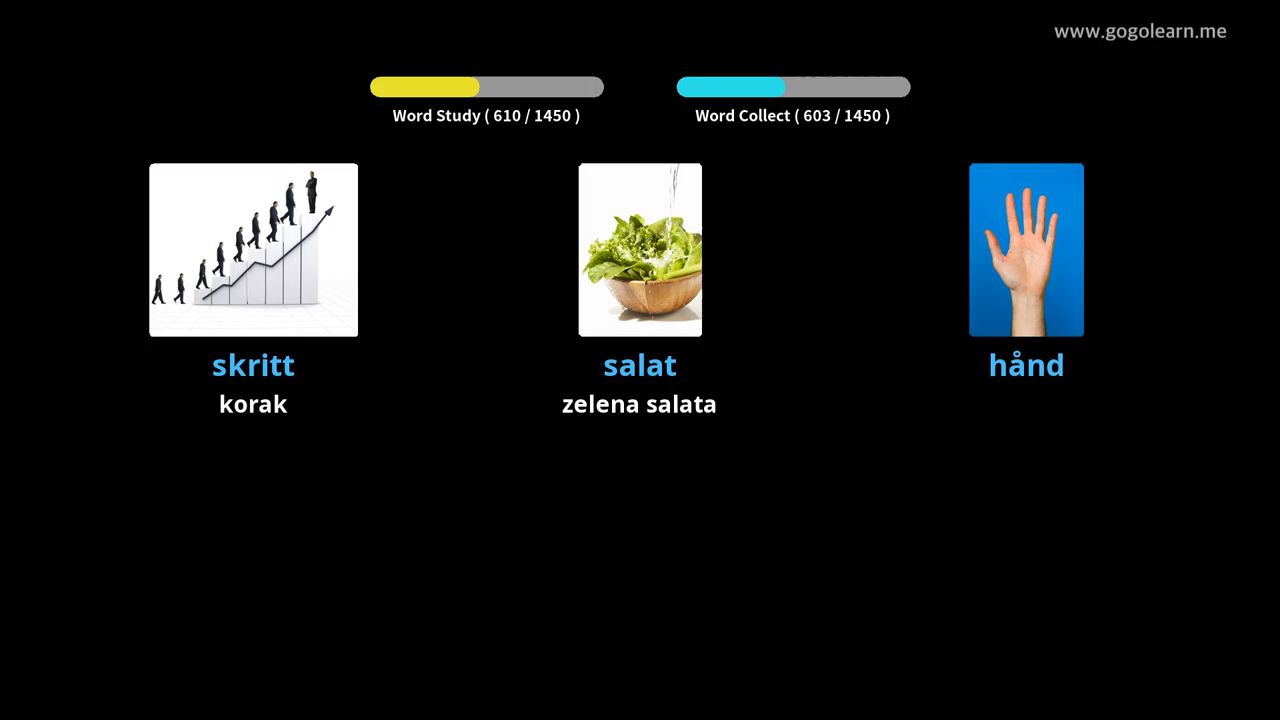 www.gogolearn.me
Word Study ( 610 / 1450 )
Word Collect ( 603 / 1450 )
skritt
korak
salat
zelena salata
hånd